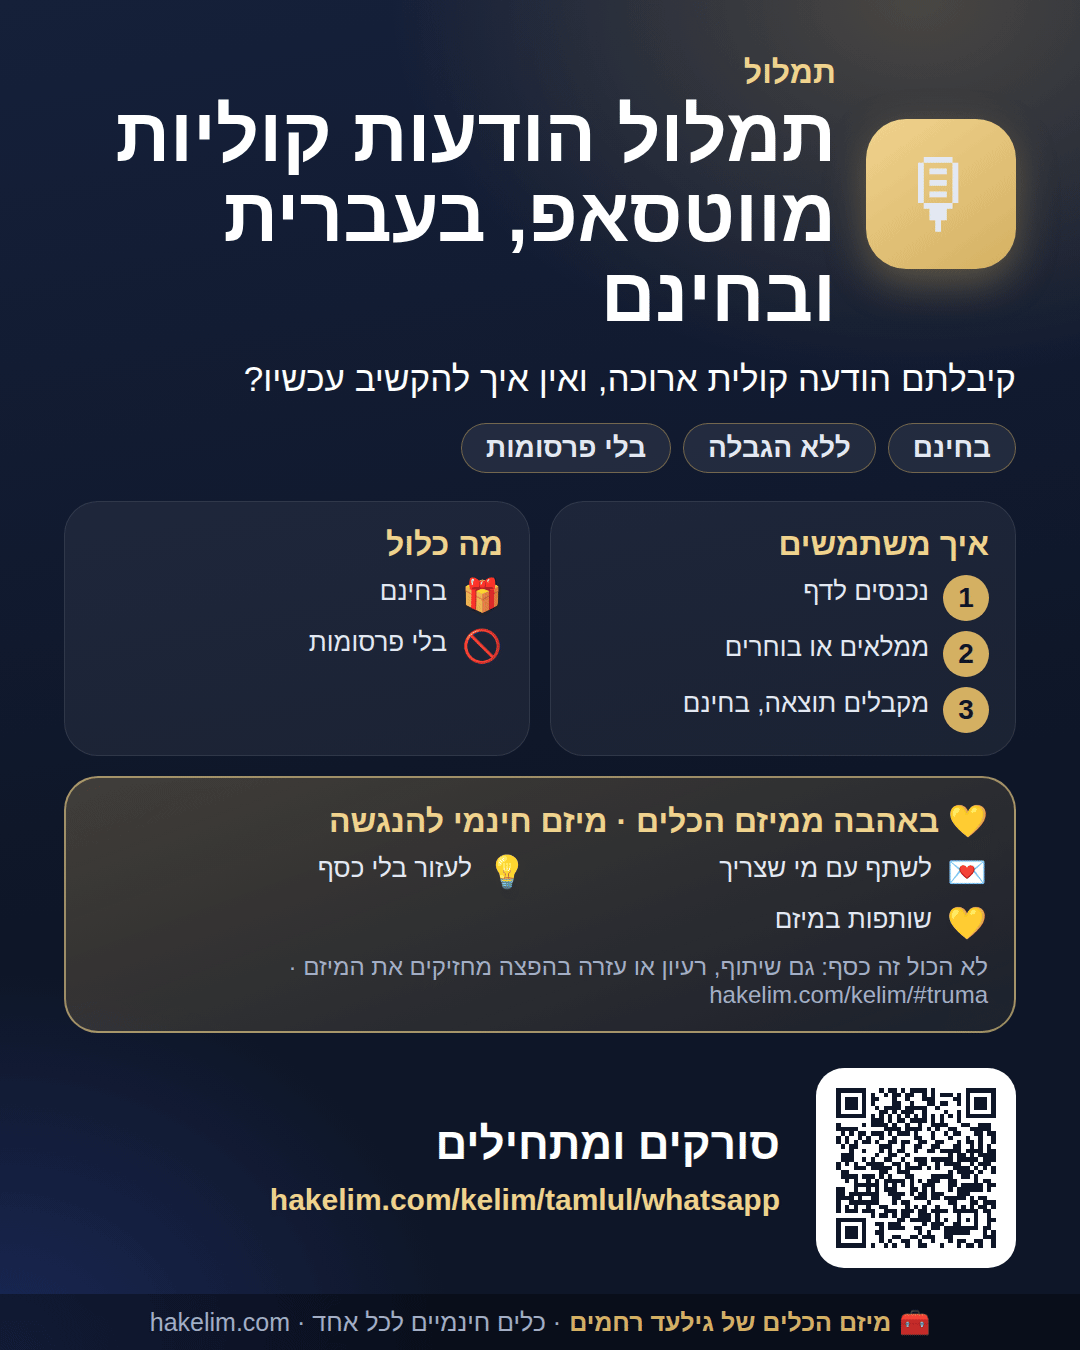 תמלול
תמלול הודעות קוליות
מווטסאפ, בעברית
ובחינם
קיבלתם הודעה קולית ארוכה, ואין איך להקשיב עכשיו?
בחינם
ללא הגבלה
בלי פרסומות
איך משתמשים
1 נכנסים לדף
2 ממלאים או בוחרים
3 מקבלים תוצאה, בחינם
מה כלול
🎁 בחינם
🚫 בלי פרסומות
💛 באהבה ממיזם הכלים · מיזם חינמי להנגשה
💌 לשתף עם מי שצריך
💡 לעזור בלי כסף
💛 שותפות במיזם
לא הכול זה כסף: גם שיתוף, רעיון או עזרה בהפצה מחזיקים את המיזם ·
hakelim.com/kelim/#truma
סורקים ומתחילים
hakelim.com/kelim/tamlul/whatsapp
🧰 מיזם הכלים של גילעד רחמים · כלים חינמיים לכל אחד · hakelim.com